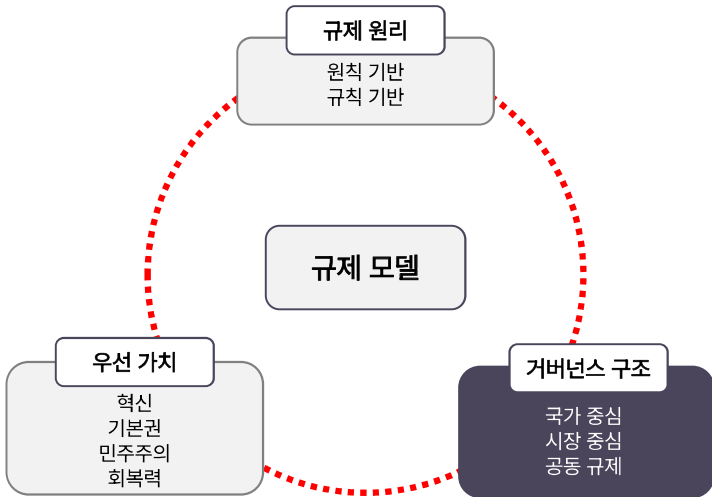 규제 원리
원칙 기반
규칙 기반
규제 모델
우선 가치
혁신
기본권
민주주의
회복력
거버넌스 구조
국가 중심
시장 중심
공동 규제